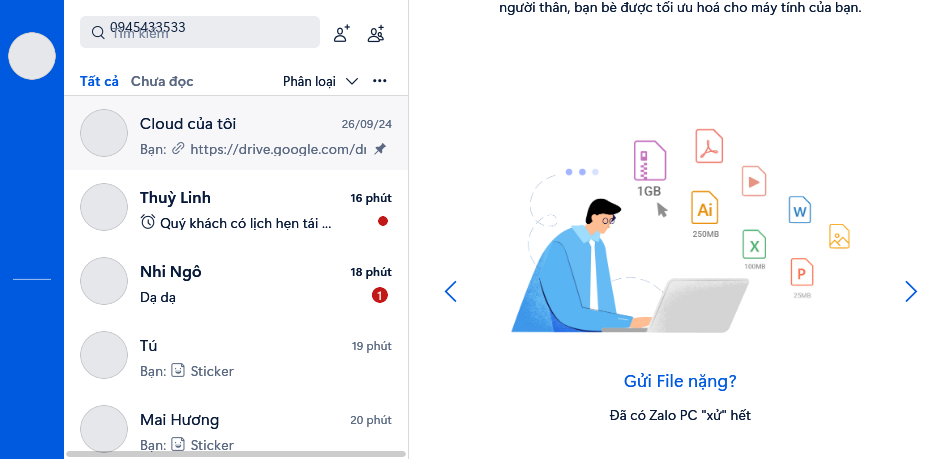 người thân, bạn bè được tối ưu hoá cho máy tính của bạn.
0945433533
Tìm kiếm
Tất cả Chưa đọc Phân loại
Cloud của tôi 26/09/24
Bạn: https://drive.google.com/dr
Thuỳ Linh 16 phút
Quý khách có lịch hẹn tái ...
Nhi Ngô 18 phút
Dạ dạ 1
Tú 19 phút
Bạn: Sticker
Mai Hương 20 phút
Bạn: Sticker
1GB
Ai
250MB
W
X
100MB
P
25MB
Gửi File nặng?
Đã có Zalo PC "xử" hết